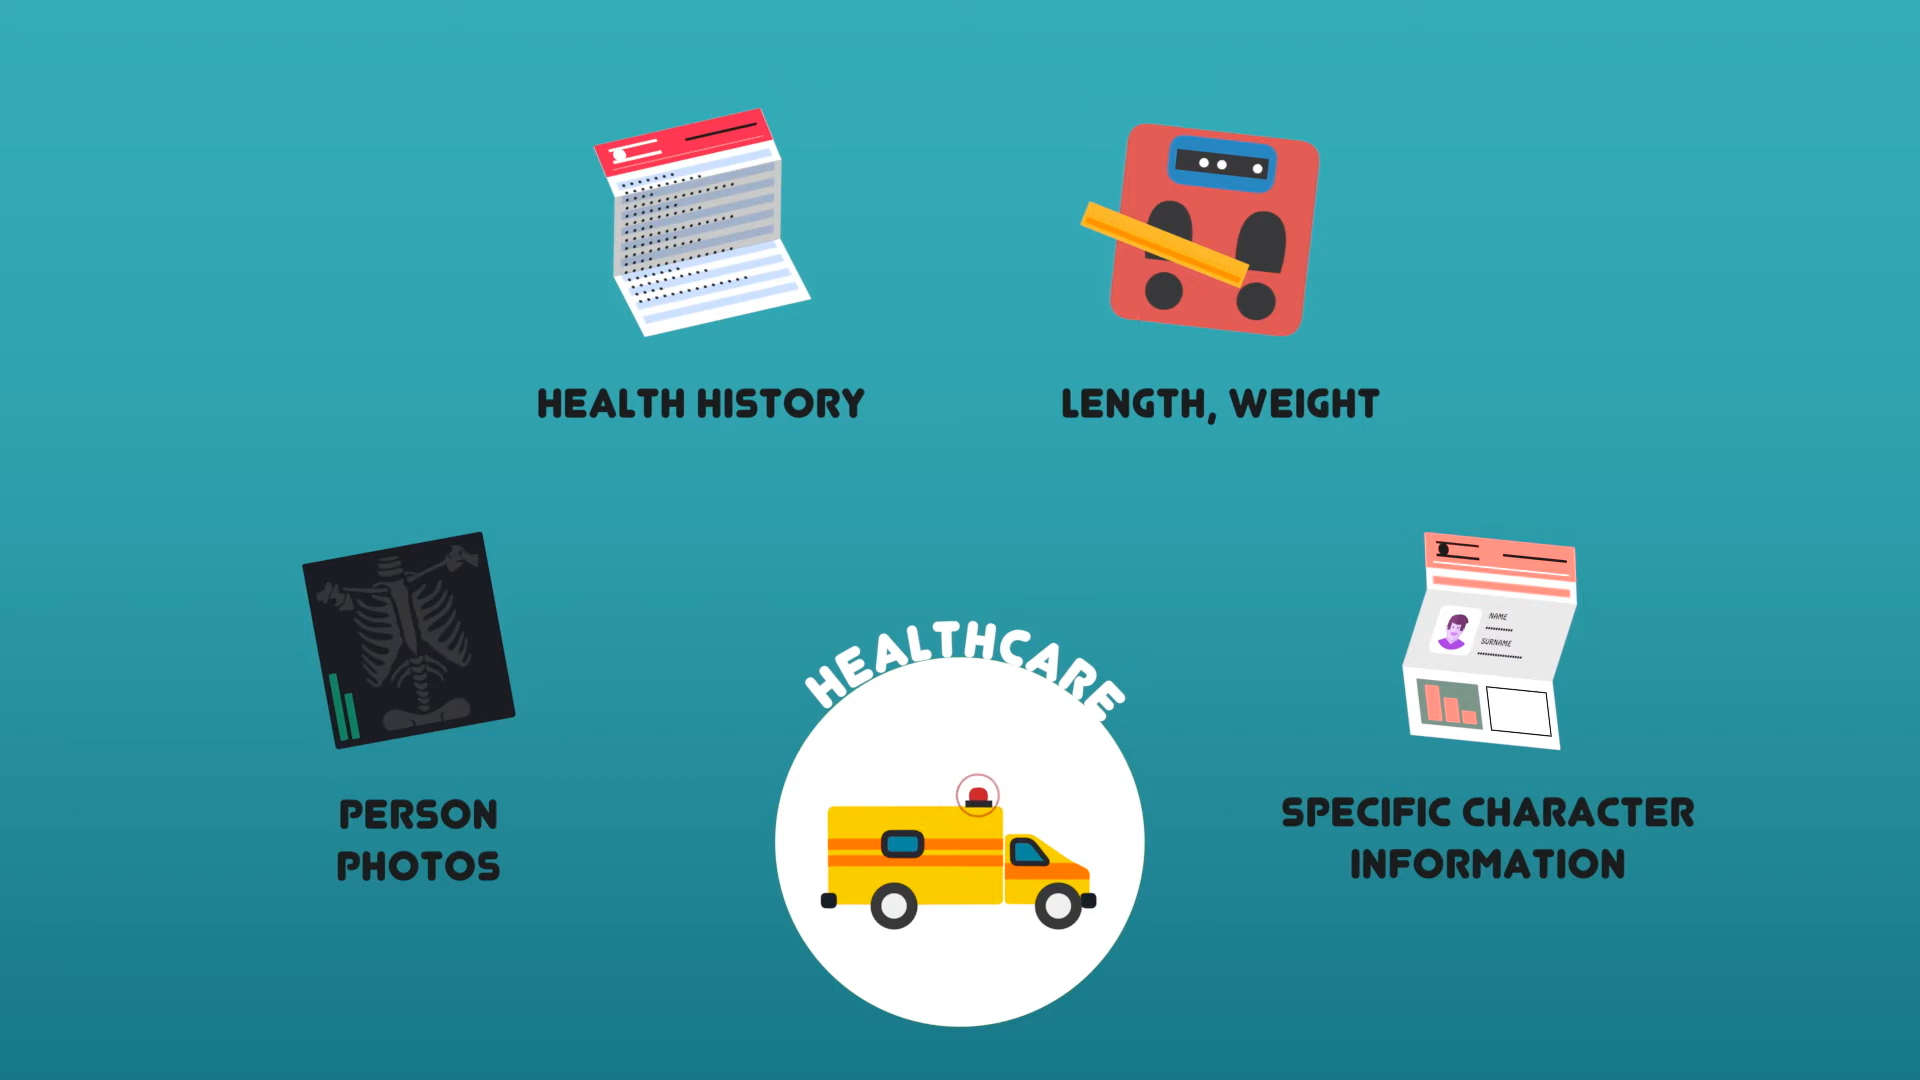 HEALTH HISTORY
LENGTH, WEIGHT
NAME
SURNAME
PERSON
PHOTOS
HEALTHCARE
SPECIFIC CHARACTER
INFORMATION